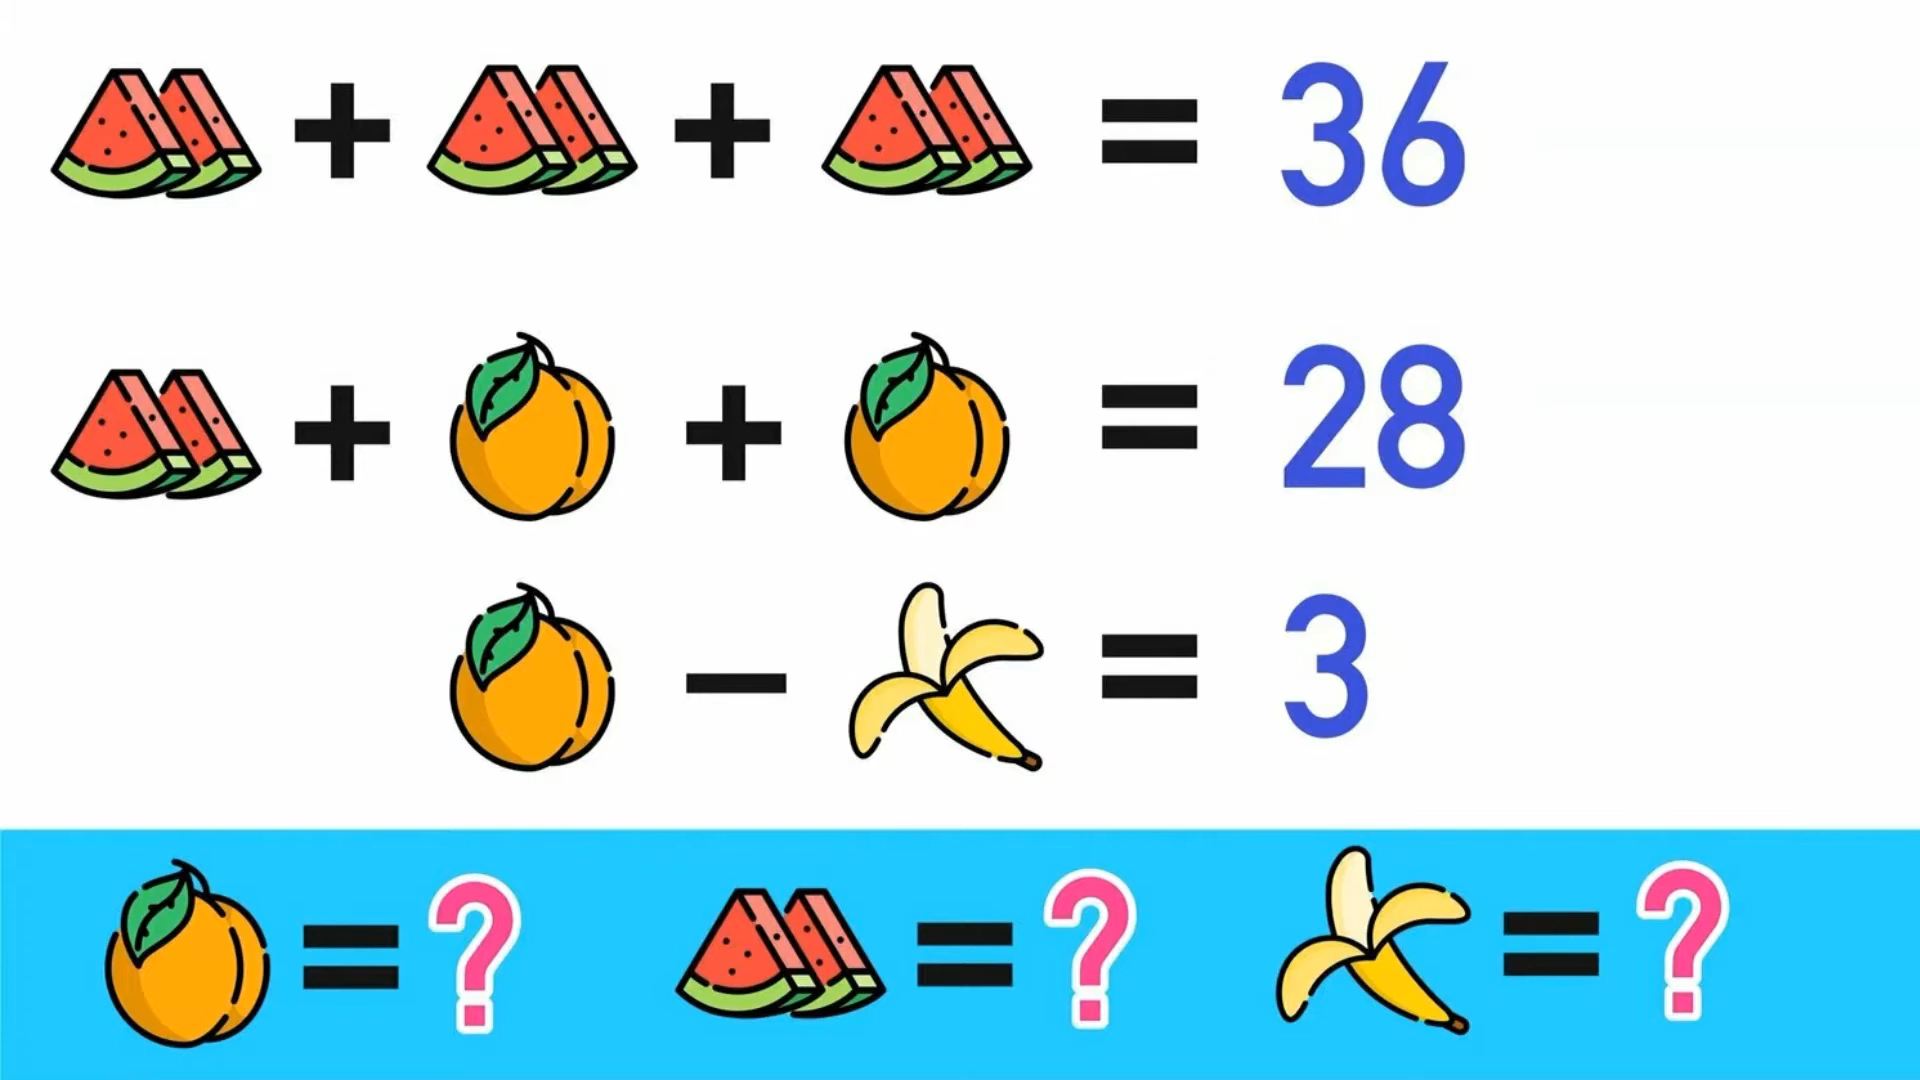 + + = 36
+ + = 28
− = 3
= ? = ? = ?